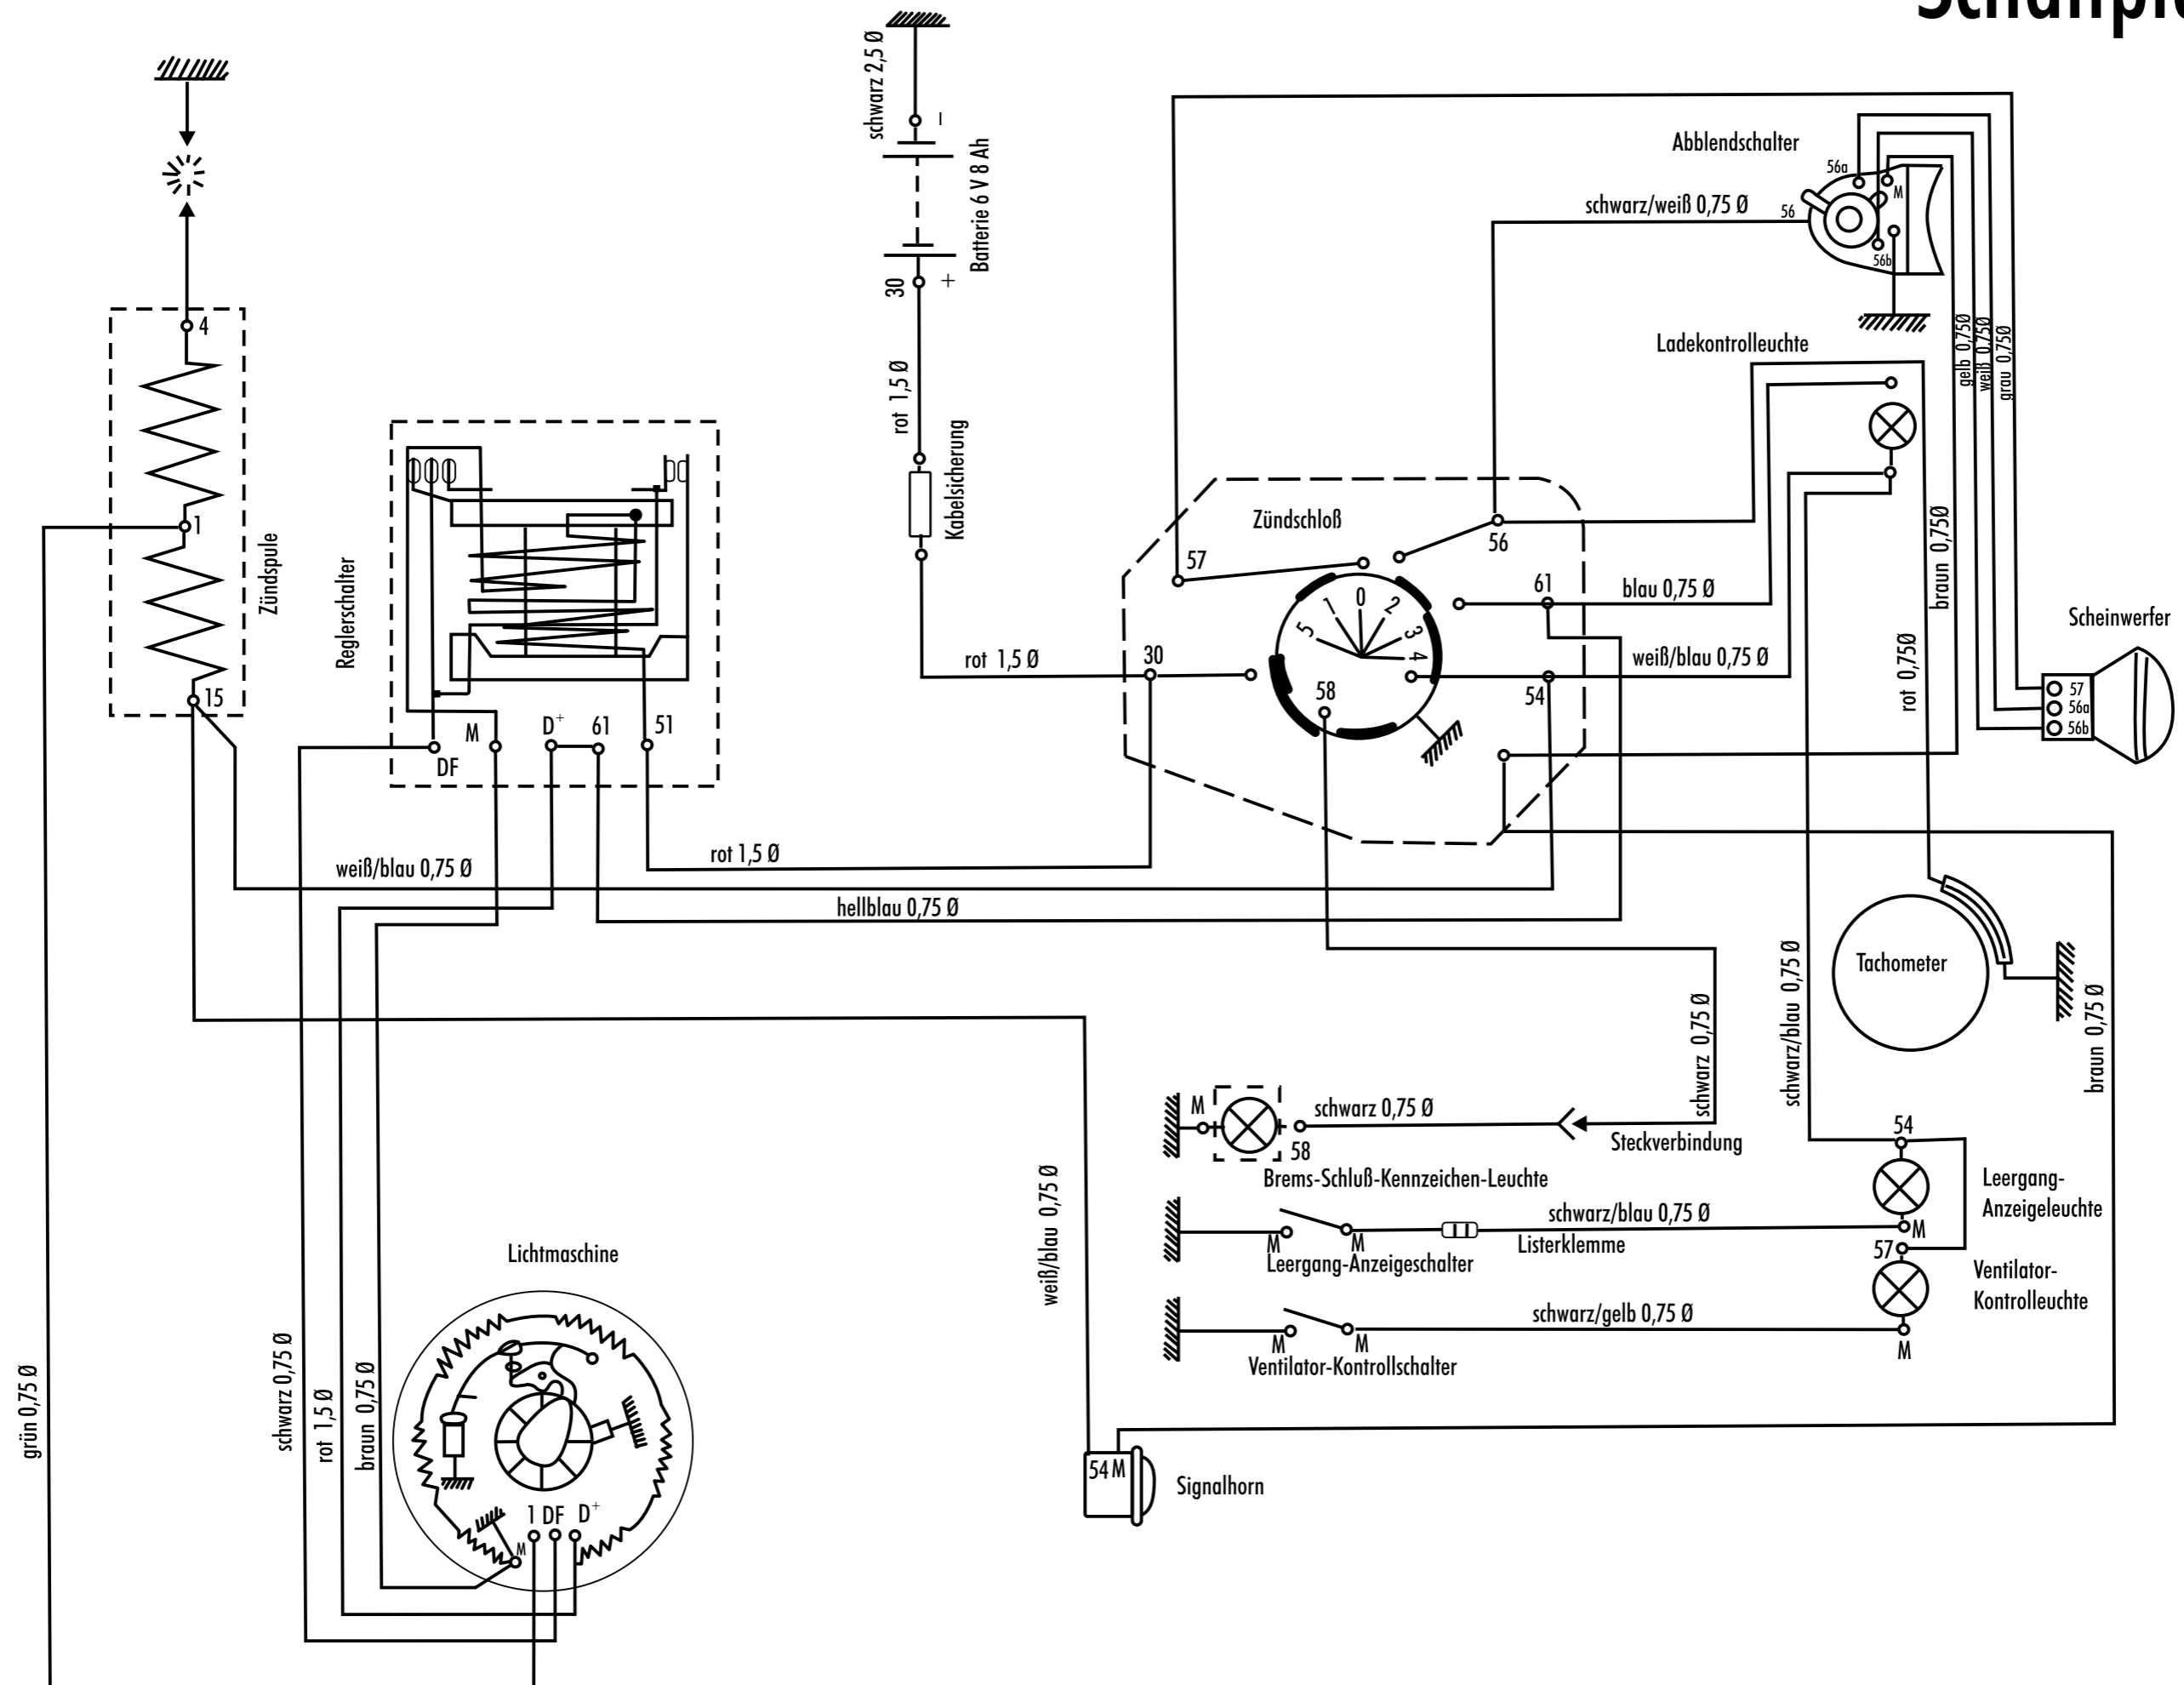 schwarz 2,5 Ø
–
Batterie 6 V 8 Ah
30
+
rot 1,5 Ø
Kabelsicherung
4
1
15
Zündspule
Reglerschalter
DF
M
D+
61
51
Abblendschalter
56a
M
56
56b
schwarz/weiß 0,75 Ø
Ladekontrolleuchte
gelb 0,75Ø
weiß 0,75Ø
grau 0,75Ø
braun 0,75Ø
rot 0,75Ø
Zündschloß
57
56
61
blau 0,75 Ø
5
1
0
2
3
4
rot 1,5 Ø
30
58
54
weiß/blau 0,75 Ø
Scheinwerfer
57
56a
56b
rot 1,5 Ø
weiß/blau 0,75 Ø
hellblau 0,75 Ø
Tachometer
schwarz/blau 0,75 Ø
braun 0,75 Ø
schwarz 0,75 Ø
M
schwarz 0,75 Ø
58
Steckverbindung
Brems-Schluß-Kennzeichen-Leuchte
54
Leergang-
Anzeigeleuchte
M
schwarz/blau 0,75 Ø
Listerklemme
M
M
Leergang-Anzeigeschalter
57
Ventilator-
Kontrolleuchte
M
schwarz/gelb 0,75 Ø
M
M
Ventilator-Kontrollschalter
weiß/blau 0,75 Ø
54 M
Signalhorn
Lichtmaschine
grün 0,75 Ø
schwarz 0,75 Ø
rot 1,5 Ø
braun 0,75 Ø
1 DF D+
M